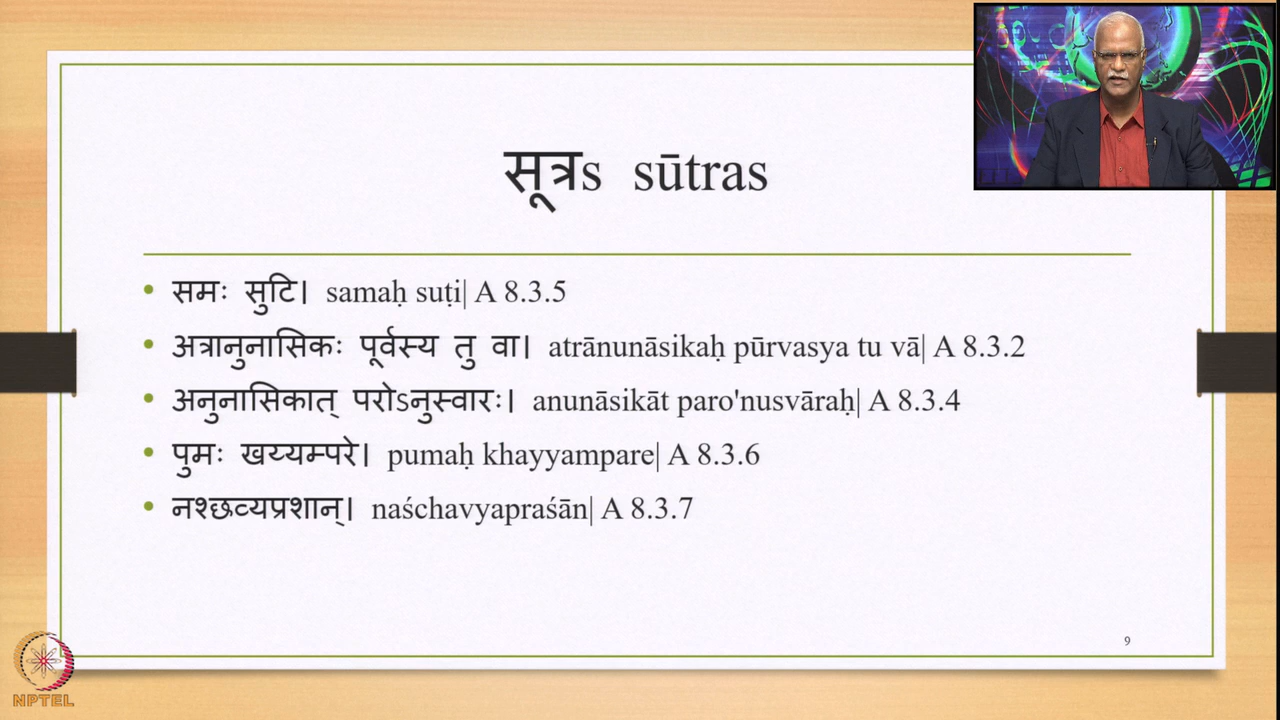 सूत्रs sūtras
• समः सुटि। samaḥ suṭi| A 8.3.5
• अत्रानुनासिकः पूर्वस्य तु वा। atrānunāsikaḥ pūrvasya tu vā| A 8.3.2
• अनुनासिकात् परोऽनुस्वारः। anunāsikāt paro'nusvāraḥ| A 8.3.4
• पुमः खय्यम्परे। pumaḥ khayyampare| A 8.3.6
• नश्छव्यप्रशान्। naśchavyapraśān| A 8.3.7
9
NPTEL